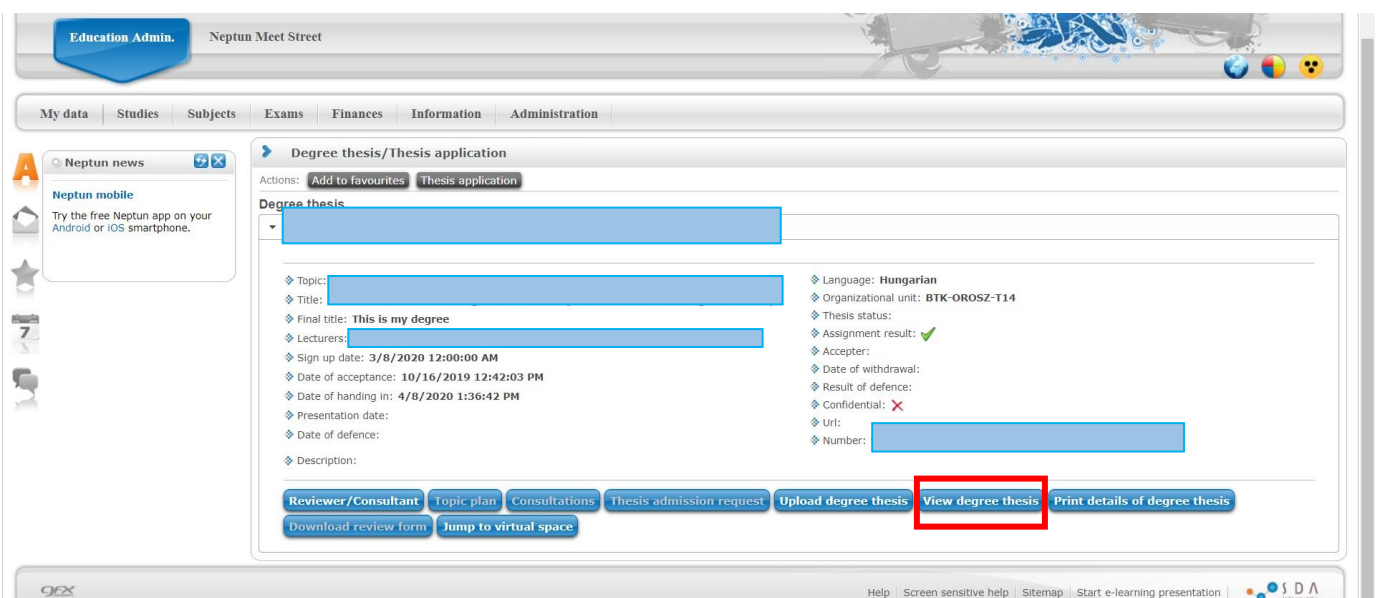 Education Admin. Neptun Meet Street
My data Studies Subjects Exams Finances Information Administration
Neptun news
Neptun mobile
Try the free Neptun app on your
Android or iOS smartphone.
7
Degree thesis/Thesis application
Actions: Add to favourites Thesis application
Degree thesis
Topic:
Title:
Final title: This is my degree
Lecturers:
Sign up date: 3/8/2020 12:00:00 AM
Date of acceptance: 10/16/2019 12:42:03 PM
Date of handing in: 4/8/2020 1:36:42 PM
Presentation date:
Date of defence:
Description:
Language: Hungarian
Organizational unit: BTK-OROSZ-T14
Thesis status:
Assignment result:
Accepter:
Date of withdrawal:
Result of defence:
Confidential:
Url:
Number:
Reviewer/Consultant Topic plan Consultations Thesis admission request Upload degree thesis View degree thesis Print details of degree thesis
Download review form Jump to virtual space
gfx Help Screen sensitive help Sitemap Start e-learning presentation SDA